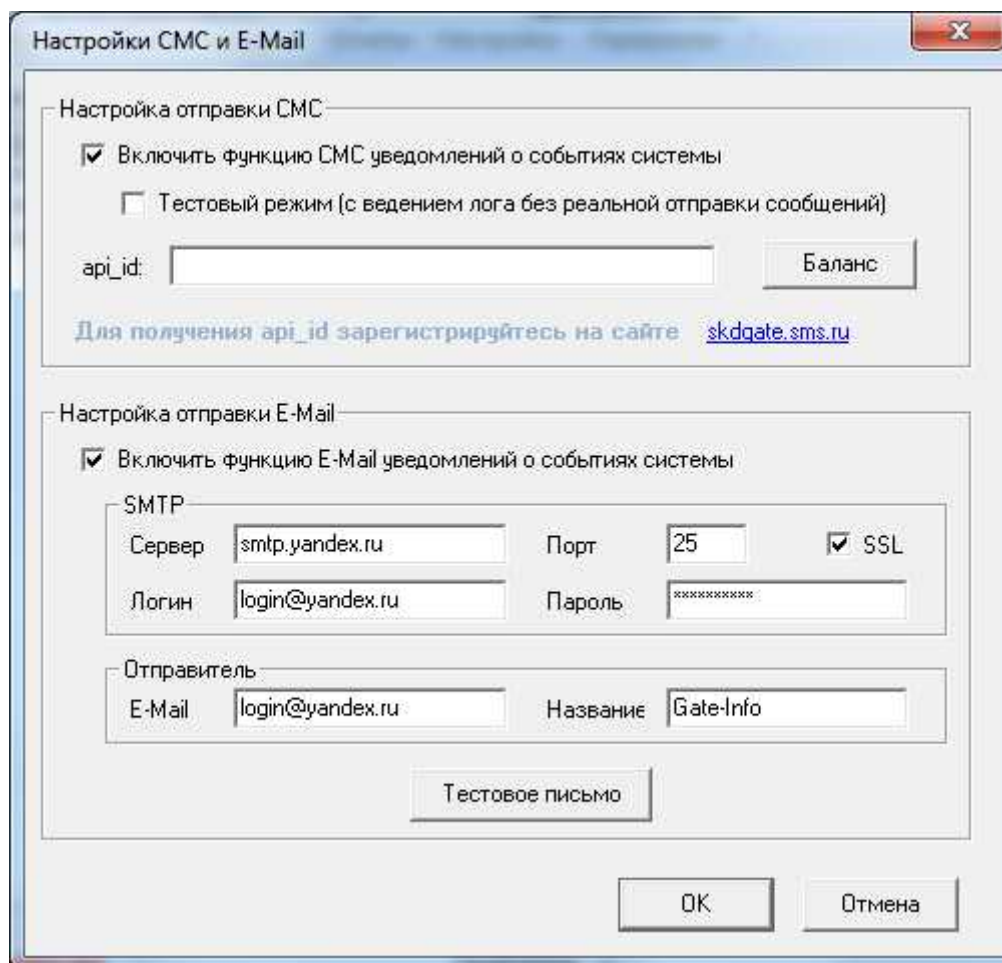 Настройки СМС и E-Mail
Настройка отправки СМС
Включить функцию СМС уведомлений о событиях системы
Тестовый режим (с ведением лога без реальной отправки сообщений)
api_id:
Баланс
Для получения api_id зарегистрируйтесь на сайте skdgate.sms.ru
Настройка отправки E-Mail
Включить функцию E-Mail уведомлений о событиях системы
SMTP
Сервер smtp.yandex.ru Порт 25 SSL
Логин login@yandex.ru Пароль **********
Отправитель
E-Mail login@yandex.ru Название Gate-Info
Тестовое письмо
OK Отмена